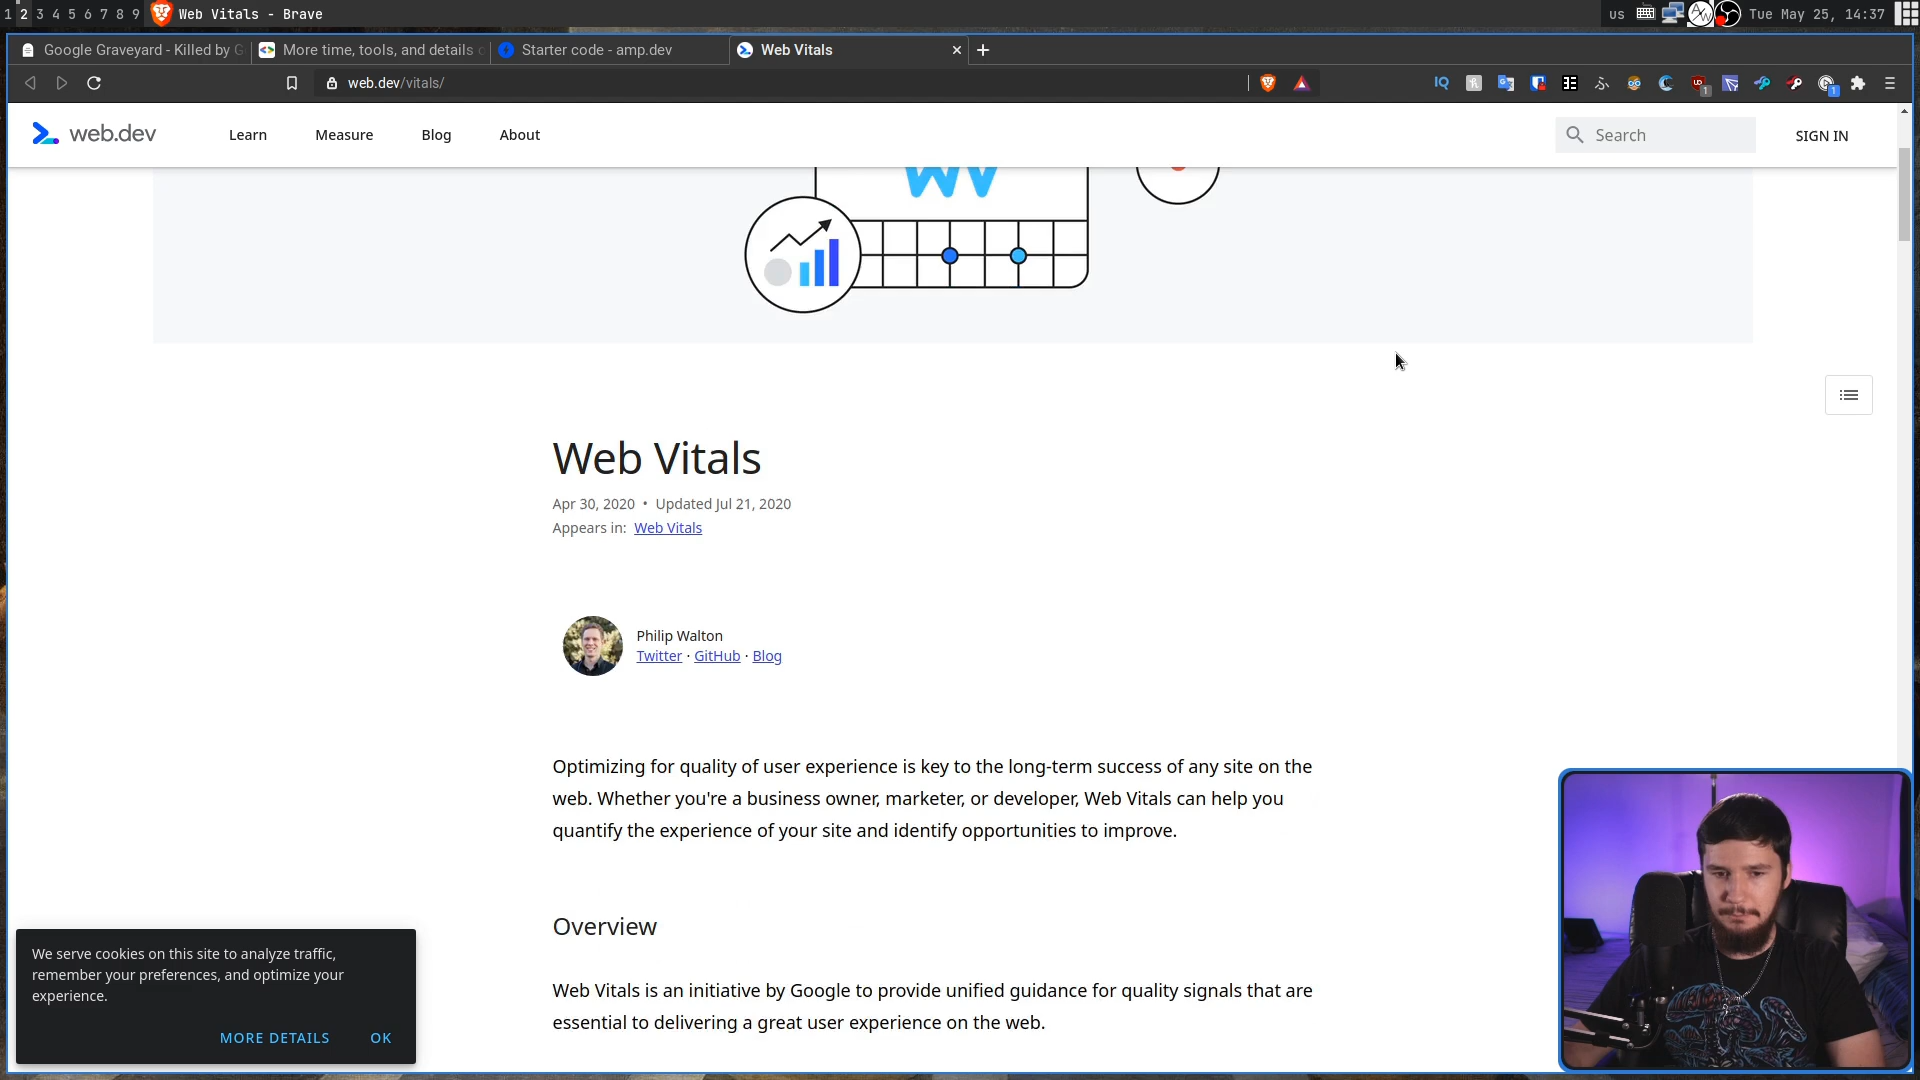 1 2 3 4 5 6 7 8 9 Web Vitals - Brave
us Tue May 25, 14:37
Google Graveyard - Killed by G
More time, tools, and details o
Starter code - amp.dev
Web Vitals
web.dev/vitals/
IQ
1
1
web.dev
Learn
Measure
Blog
About
Search
SIGN IN
WV
Web Vitals
Apr 30, 2020 • Updated Jul 21, 2020
Appears in: Web Vitals
Philip Walton
Twitter · GitHub · Blog
Optimizing for quality of user experience is key to the long-term success of any site on the
web. Whether you're a business owner, marketer, or developer, Web Vitals can help you
quantify the experience of your site and identify opportunities to improve.
Overview
Web Vitals is an initiative by Google to provide unified guidance for quality signals that are
essential to delivering a great user experience on the web.
We serve cookies on this site to analyze traffic,
remember your preferences, and optimize your
experience.
MORE DETAILS
OK